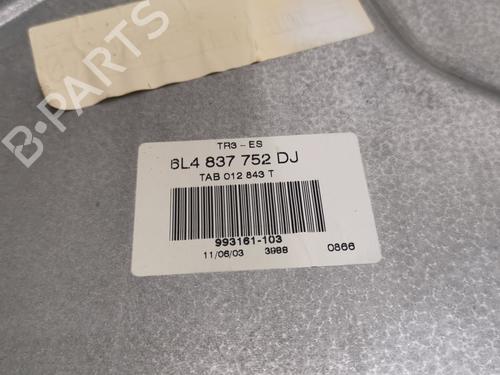 TR3-ES
6L4 837 752 DJ
TAB 012 843 T
993161-103
11/06/03 3988 0866
B-PARTS